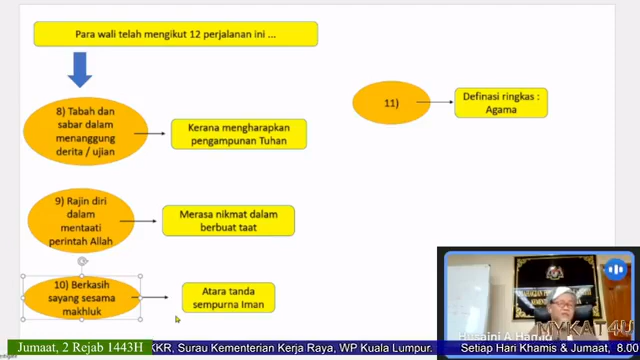 Para wali telah mengikut 12 perjalanan ini ...
8) Tabah dan
sabar dalam
menanggung
derita / ujian
Kerana mengharapkan
pengampunan Tuhan
9) Rajin diri
dalam
mentaati
perintah Allah
Merasa nikmat dalam
berbuat taat
10) Berkasih
sayang sesama
makhluk
Atara tanda
sempurna Iman
11)
Definasi ringkas :
Agama
Husaini A Hamid
MYKAT4U
Jumaat, 2 Rejab 1443H
KKR, Surau Kementerian Kerja Raya, WP Kuala Lumpur.
Setiap Hari Khamis & Jumaat, 8.00